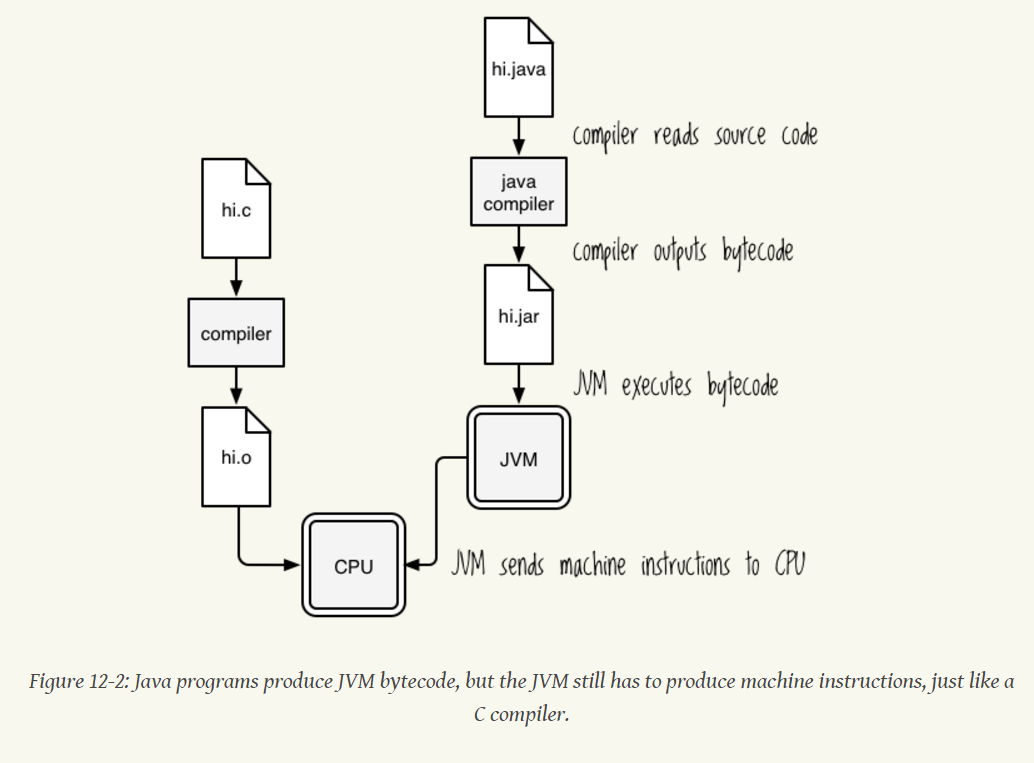 hi.java
compiler reads source code
java
compiler
compiler outputs bytecode
hi.jar
JVM executes bytecode
JVM
hi.c
compiler
hi.o
CPU
JVM sends machine instructions to CPU
Figure 12-2: Java programs produce JVM bytecode, but the JVM still has to produce machine instructions, just like a
C compiler.